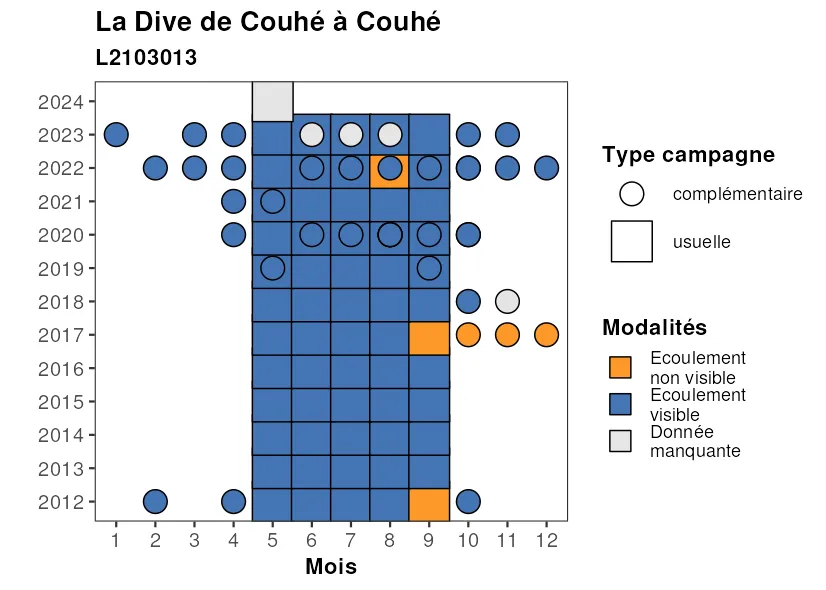 La Dive de Couhé à Couhé
L2103013
2024
2023
2022
2021
2020
2019
2018
2017
2016
2015
2014
2013
2012
1 2 3 4 5 6 7 8 9 10 11 12
Mois
Type campagne
complémentaire
usuelle
Modalités
Ecoulement
non visible
Ecoulement
visible
Donnée
manquante